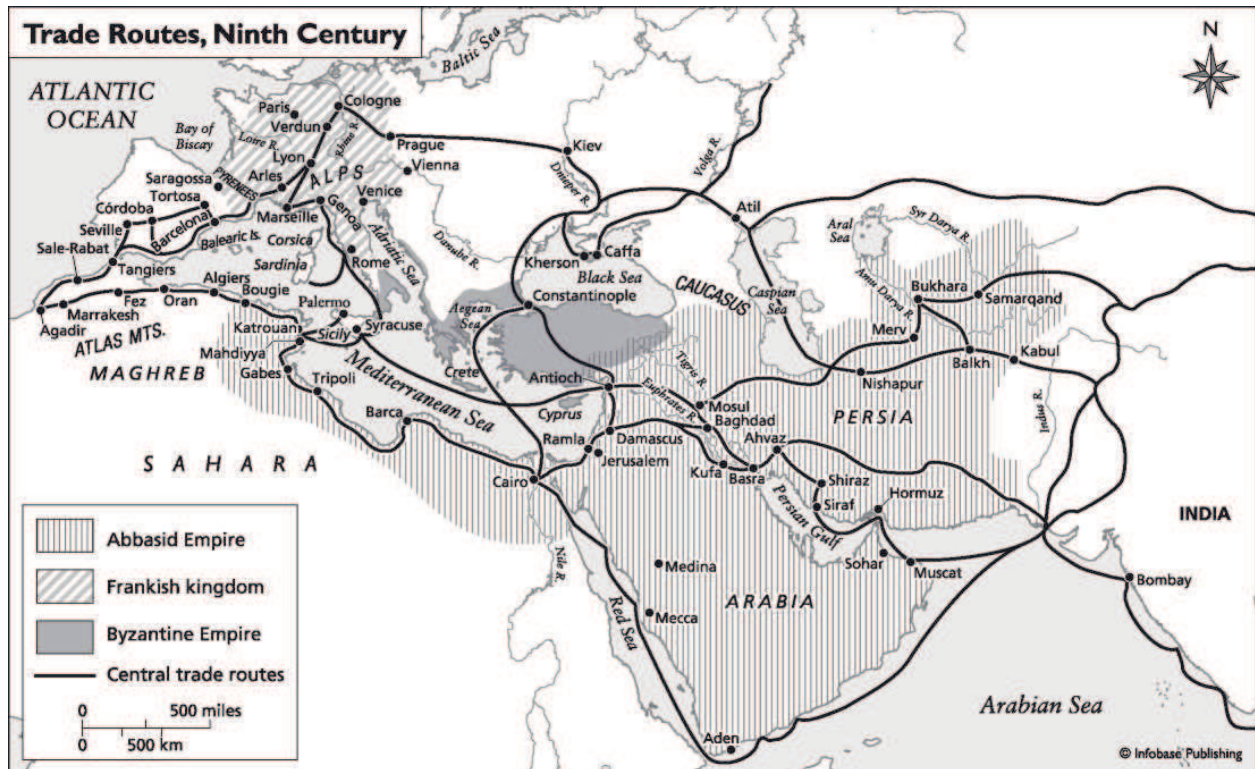 Trade Routes, Ninth Century
N
Baltic Sea
ATLANTIC
OCEAN
Paris
Cologne
Verdun
Bay of
Biscay
Loire R.
Rhine R.
Prague
Kiev
Volga R.
Lyon
Vienna
Dnieper R.
ALPS
PYRENEES
Arles
Saragossa
Tortosa
Venice
Atil
Syr Darya R.
Córdoba
Marseille
Genoa
Aral
Sea
Seville
Barcelona
Balearic Is.
Corsica
Adriatic Sea
Danube R.
Caffa
Sale-Rabat
Kherson
Black Sea
CAUCASUS
Amu Darya R.
Sardinia
Rome
Tangiers
Algiers
Caspian
Sea
Bukhara
Samarqand
Fez
Oran
Bougie
Palermo
Constantinople
Marrakesh
Aegean
Sea
Agadir
ATLAS MTS.
Katrouan
Sicily
Syracuse
Merv
Kabul
Mahdiyya
Balkh
MAGHREB
Gabes
Crete
Antioch
Tigris R.
Nishapur
Mediterranean Sea
Tripoli
Euphrates R.
Mosul
Indus R.
Cyprus
Baghdad
PERSIA
Barca
Ramla
Damascus
Ahvaz
SAHARA
Jerusalem
Kufa
Basra
Shiraz
Cairo
Siraf
Hormuz
INDIA
Persian Gulf
Abbasid Empire
Nile R.
Medina
Sohar
Muscat
Bombay
Frankish kingdom
Red Sea
Mecca
ARABIA
Byzantine Empire
Central trade routes
0 500 miles
0 500 km
Arabian Sea
Aden
© Infobase Publishing